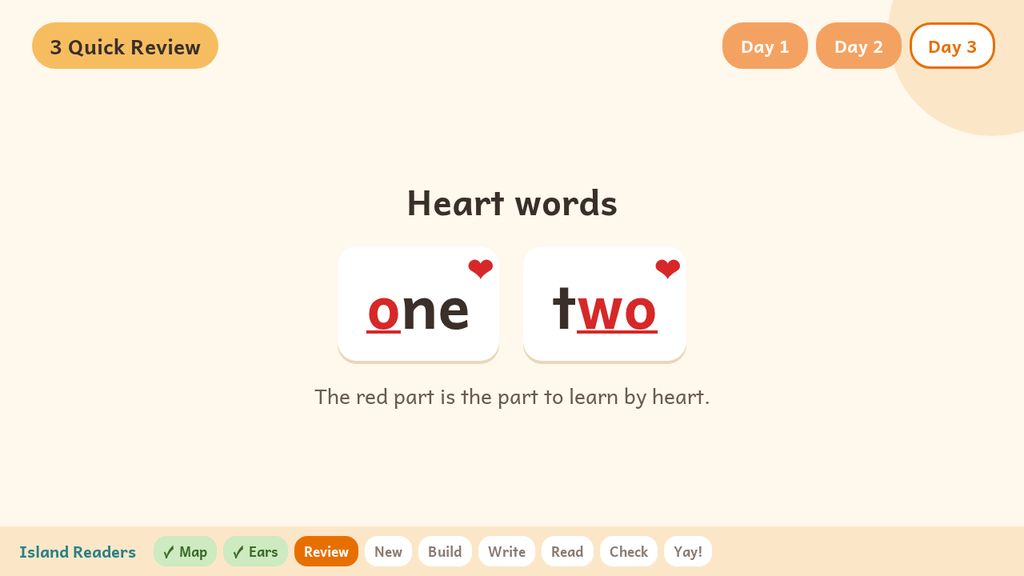 3 Quick Review
Day 1 Day 2 Day 3
Heart words
one ❤ two ❤
The red part is the part to learn by heart.
Island Readers ✓ Map ✓ Ears Review New Build Write Read Check Yay!